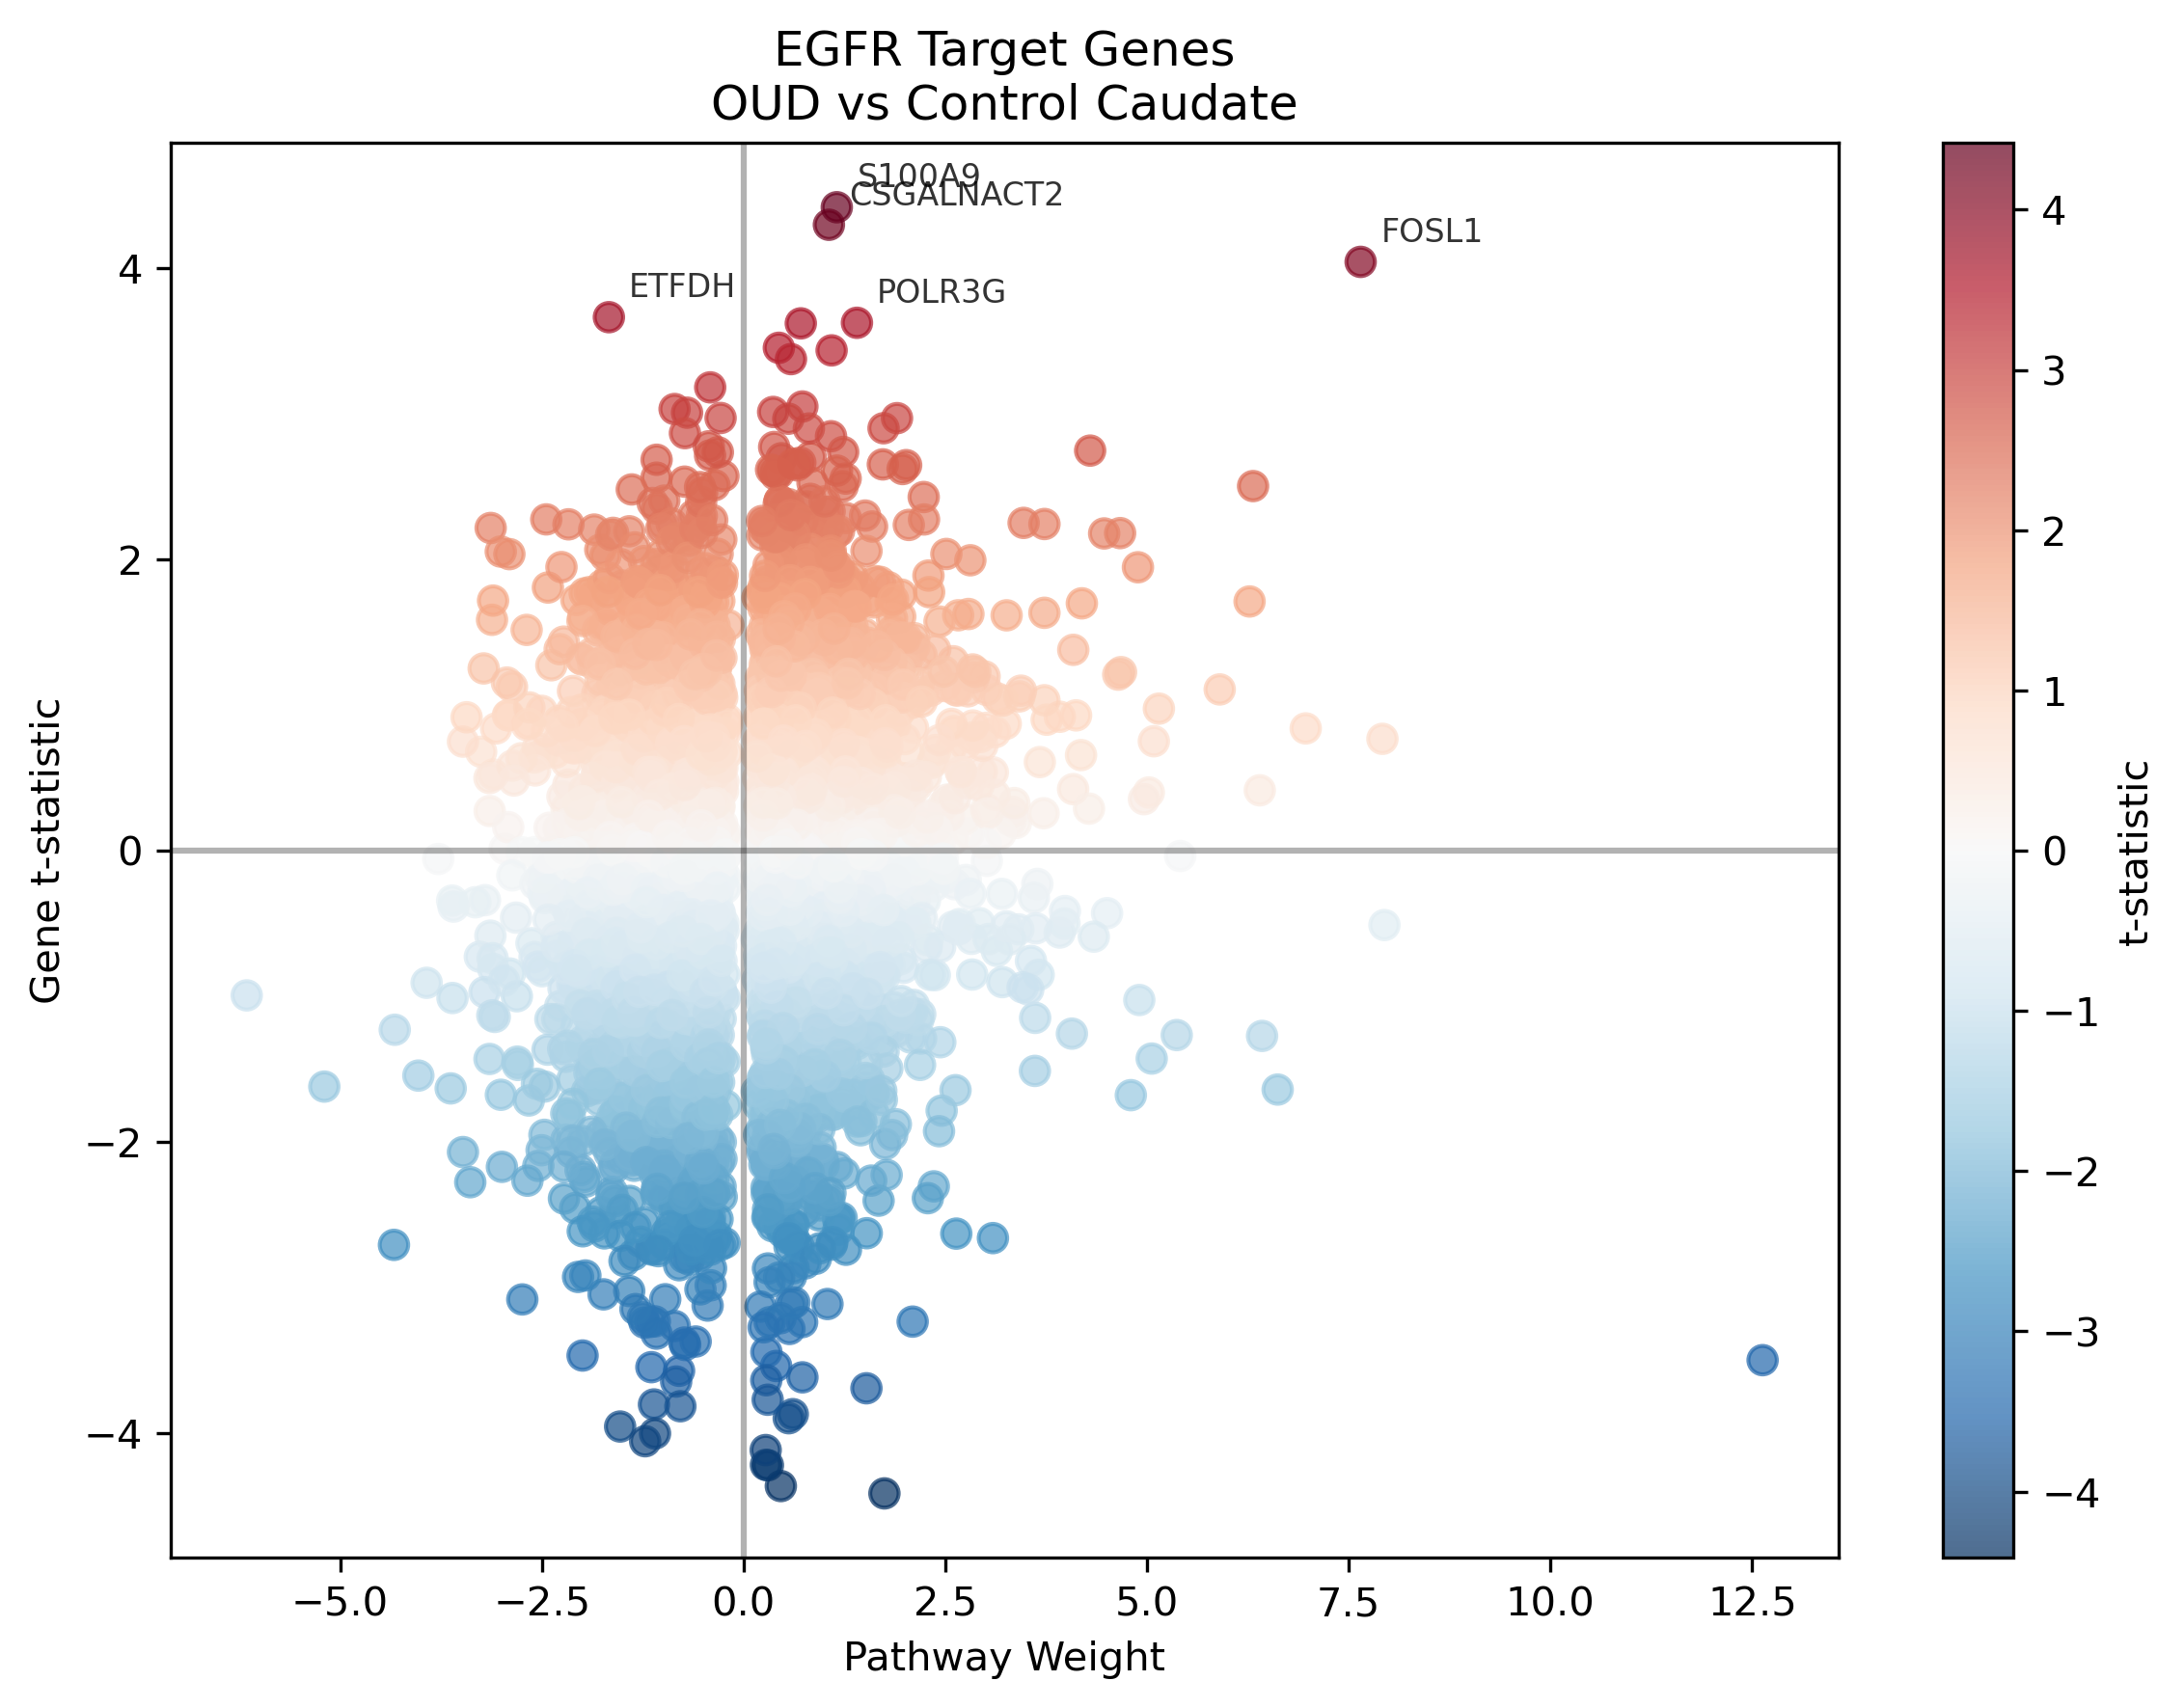 EGFR Target Genes
OUD vs Control Caudate
S100A9
CSGALNACT2
FOSL1
ETFDH
POLR3G
Gene t-statistic
4
2
0
−2
−4
−5.0 −2.5 0.0 2.5 5.0 7.5 10.0 12.5
Pathway Weight
4
3
2
1
0
−1
−2
−3
−4
t-statistic